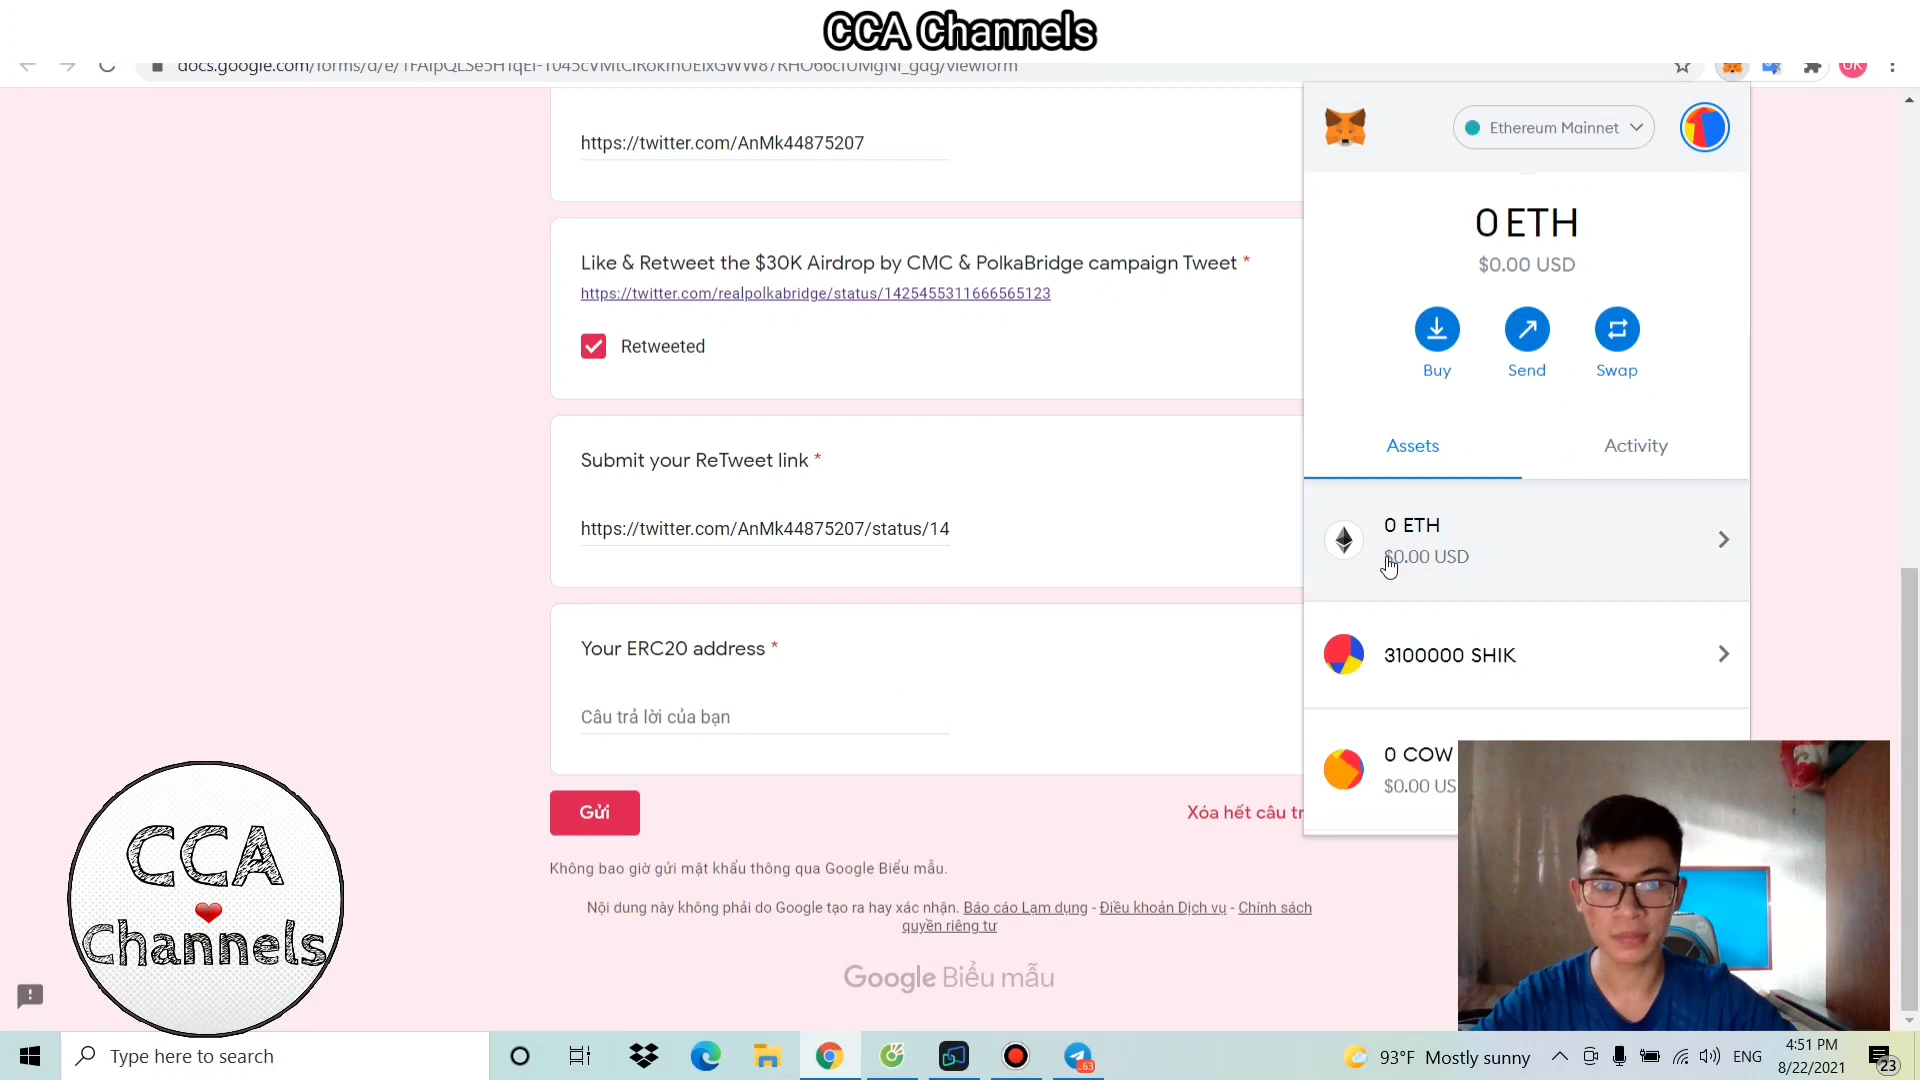 CCA Channels
https://twitter.com/AnMk44875207
Like & Retweet the $30K Airdrop by CMC & PolkaBridge campaign Tweet *
https://twitter.com/realpolkabridge/status/1425455311666565123
Retweeted
Submit your ReTweet link *
https://twitter.com/AnMk44875207/status/14
Your ERC20 address *
Câu trả lời của bạn
Gửi
Xóa hết câu tr
Không bao giờ gửi mật khẩu thông qua Google Biểu mẫu.
Nội dung này không phải do Google tạo ra hay xác nhận. Báo cáo Lạm dụng - Điều khoản Dịch vụ - Chính sách
quyền riêng tư
Google Biểu mẫu
Ethereum Mainnet
0 ETH
$0.00 USD
Buy
Send
Swap
Assets
Activity
0 ETH
$0.00 USD
3100000 SHIK
0 COW
$0.00 US
CCA
Channels
Type here to search
93°F Mostly sunny
ENG
4:51 PM
8/22/2021
23